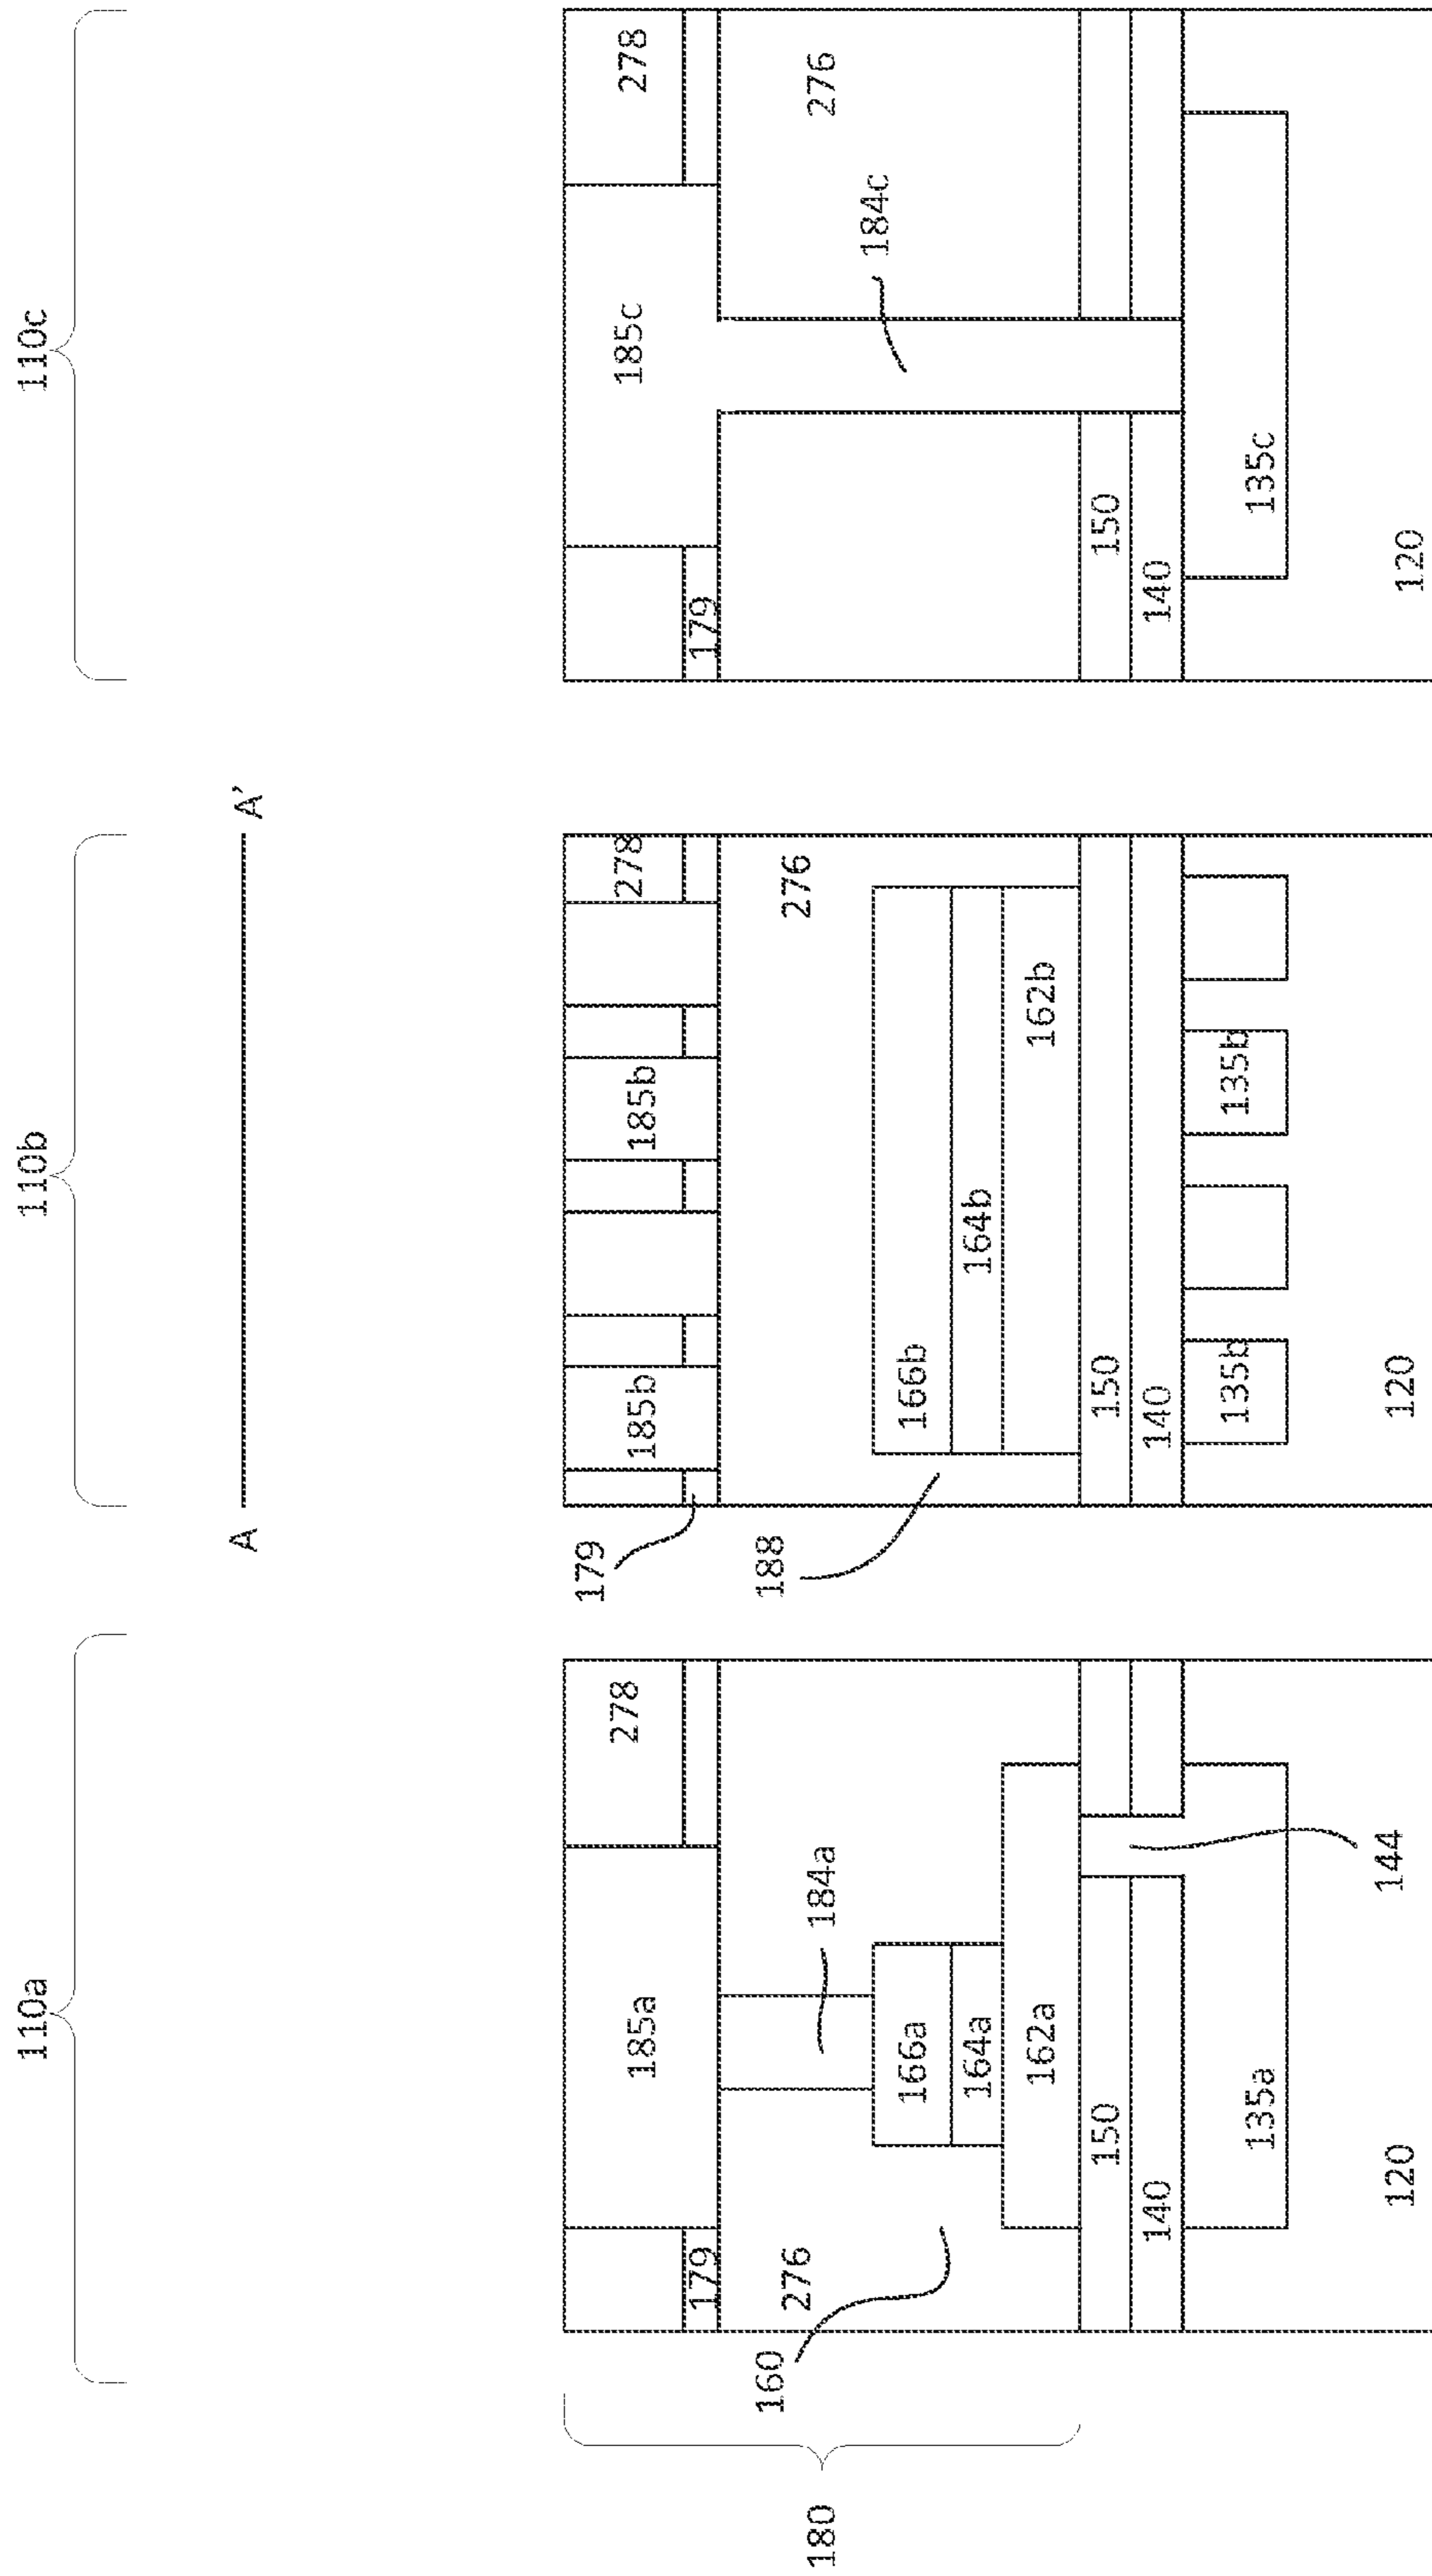 110a 110b 110c
A A'
185a 278 179 185b 185b 278 185c 278
179 179
160 276 188 276
180 184a 276
184c
166a 166b
164a 164b
162a 162b
150 150 150
140 140 140
135a 135b 135b 135c
120 144 120 120